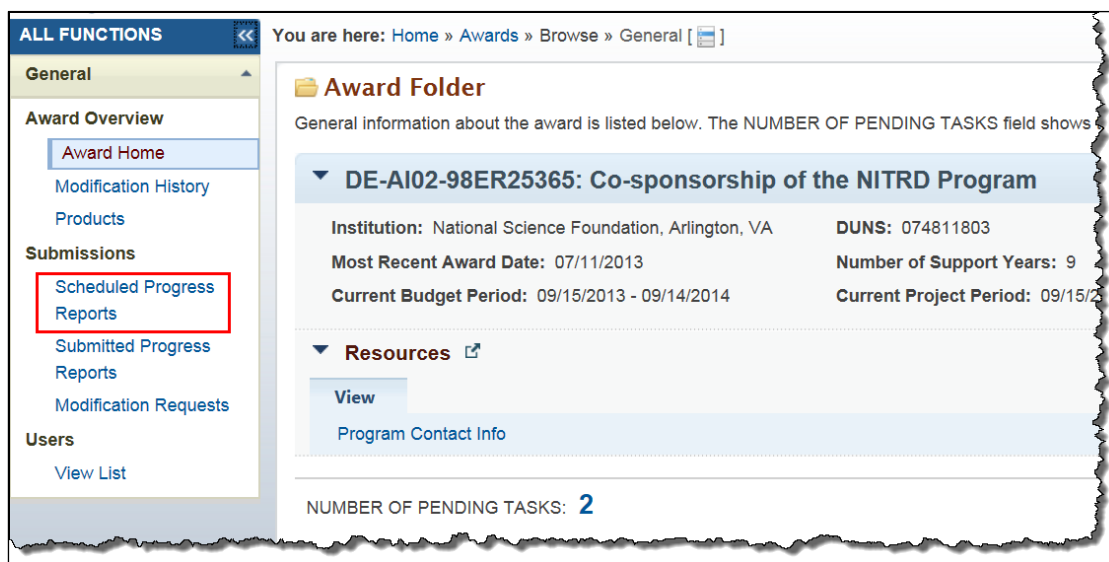 ALL FUNCTIONS
General
Award Overview
Award Home
Modification History
Products
Submissions
Scheduled Progress
Reports
Submitted Progress
Reports
Modification Requests
Users
View List
You are here: Home » Awards » Browse » General [ ]
Award Folder
General information about the award is listed below. The NUMBER OF PENDING TASKS field shows
DE-AI02-98ER25365: Co-sponsorship of the NITRD Program
Institution: National Science Foundation, Arlington, VA DUNS: 074811803
Most Recent Award Date: 07/11/2013 Number of Support Years: 9
Current Budget Period: 09/15/2013 - 09/14/2014 Current Project Period: 09/15/2
Resources
View
Program Contact Info
NUMBER OF PENDING TASKS: 2